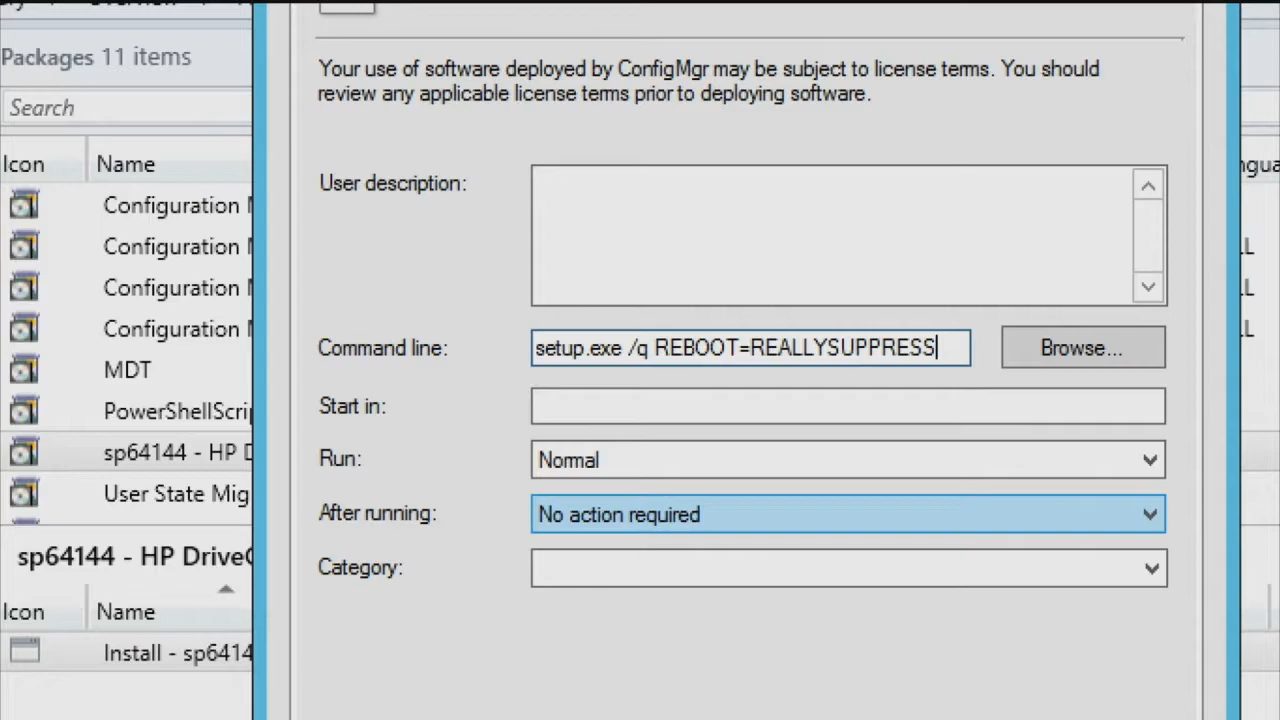 Packages 11 items
Search
Icon Name
Configuration
Configuration
Configuration
Configuration
MDT
PowerShellScrip
sp64144 - HP D
User State Mig
sp64144 - HP Drive
Icon Name
Install - sp6414
Your use of software deployed by ConfigMgr may be subject to license terms. You should
review any applicable license terms prior to deploying software.
User description:
Command line: setup.exe /q REBOOT=REALLYSUPPRESS Browse...
Start in:
Run: Normal
After running: No action required
Category: